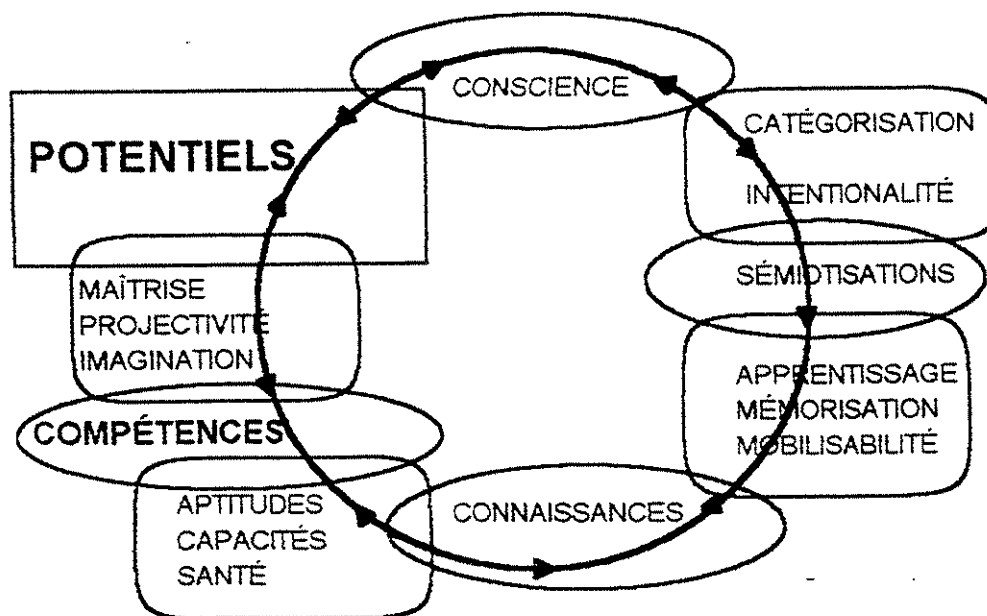 CONSCIENCE
CATÉGORISATION
INTENTIONALITÉ
SÉMIOTISATIONS
APPRENTISSAGE
MÉMORISATION
MOBILISABILITÉ
CONNAISSANCES
APTITUDES
CAPACITÉS
SANTÉ
COMPÉTENCES
MAÎTRISE
PROJECTIVITÉ
IMAGINATION
POTENTIELS